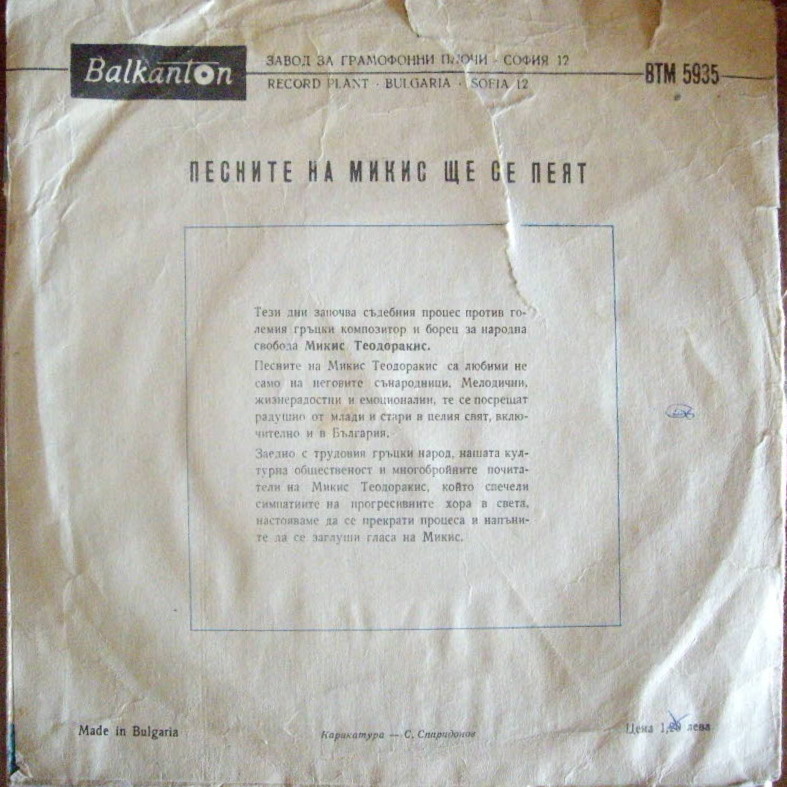 Balkanton
ЗАВОД ЗА ГРАМОФОННИ ПЛОЧИ · СОФИЯ 12
RECORD PLANT · BULGARIA · SOFIA 12
ВТМ 5935
ПЕСНИТЕ НА МИКИС ЩЕ СЕ ПЕЯТ
Тези дни започва съдебния процес против го-
лемия гръцки композитор и борец за народна
свобода Микис Теодоракис.
Песните на Микис Теодоракис са любими не
само на неговите сънародници. Мелодични,
жизнерадостни и емоционални, те се посрещат
радушно от млади и стари в целия свят, вклю-
чително и в България.
Заедно с трудовия гръцки народ, нашата кул-
турна общественост и многобройните почита-
тели на Микис Теодоракис, който спечели
симпатиите на прогресивните хора в света,
настояваме да се прекрати процеса и напъни-
те да се заглуши гласа на Микис.
Made in Bulgaria
Карикатура — С. Спиридонов
Цена 1, лева